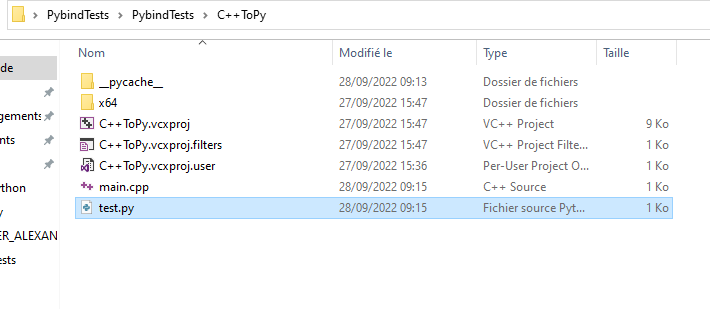 PybindTests > PybindTests > C++ToPy
Nom Modifié le Type Taille
de
__pycache__ 28/09/2022 09:13 Dossier de fichiers
x64 27/09/2022 15:47 Dossier de fichiers
gements
C++ToPy.vcxproj 27/09/2022 15:47 VC++ Project 9 Ko
nts
C++ToPy.vcxproj.filters 27/09/2022 15:47 VC++ Project Filte... 1 Ko
C++ToPy.vcxproj.user 27/09/2022 15:36 Per-User Project O... 1 Ko
thon
main.cpp 28/09/2022 09:15 C++ Source 1 Ko
test.py 28/09/2022 09:15 Fichier source Pyt... 1 Ko
ER_ALEXAN
ests